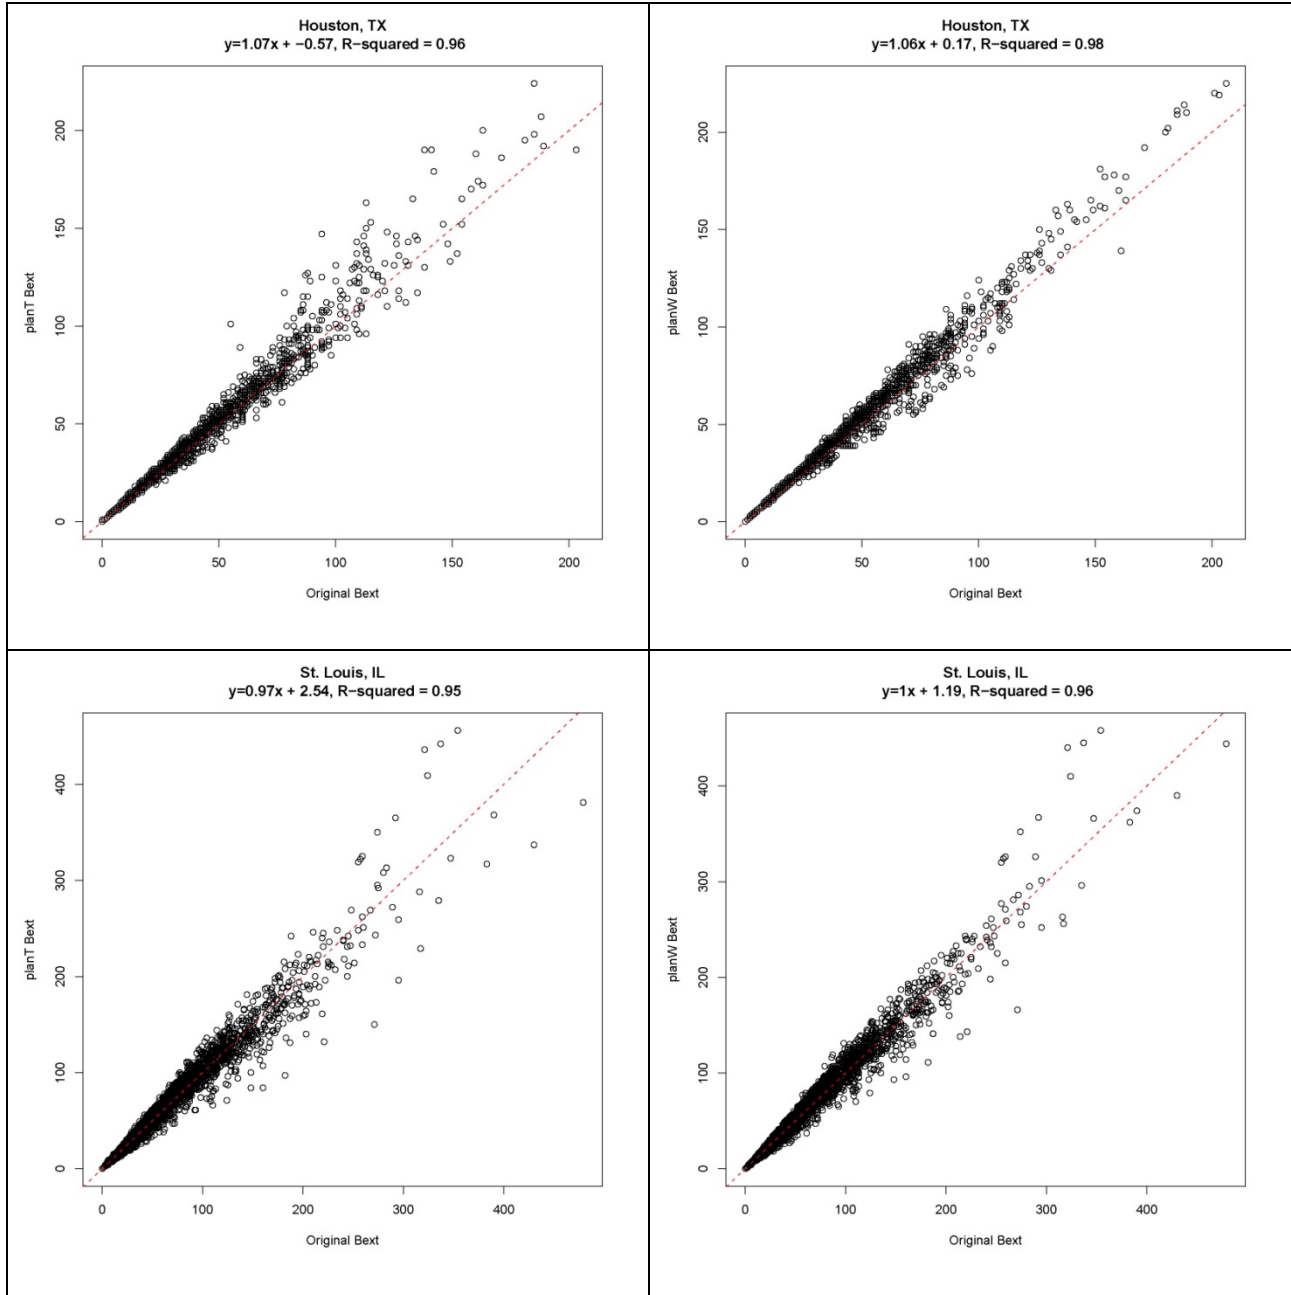 Houston, TX
y=1.07x + −0.57, R−squared = 0.96
planT Bext
200
150
100
50
0
0 50 100 150 200
Original Bext
Houston, TX
y=1.06x + 0.17, R−squared = 0.98
planW Bext
200
150
100
50
0
0 50 100 150 200
Original Bext
St. Louis, IL
y=0.97x + 2.54, R−squared = 0.95
planT Bext
400
300
200
100
0
0 100 200 300 400
Original Bext
St. Louis, IL
y=1x + 1.19, R−squared = 0.96
planW Bext
400
300
200
100
0
0 100 200 300 400
Original Bext